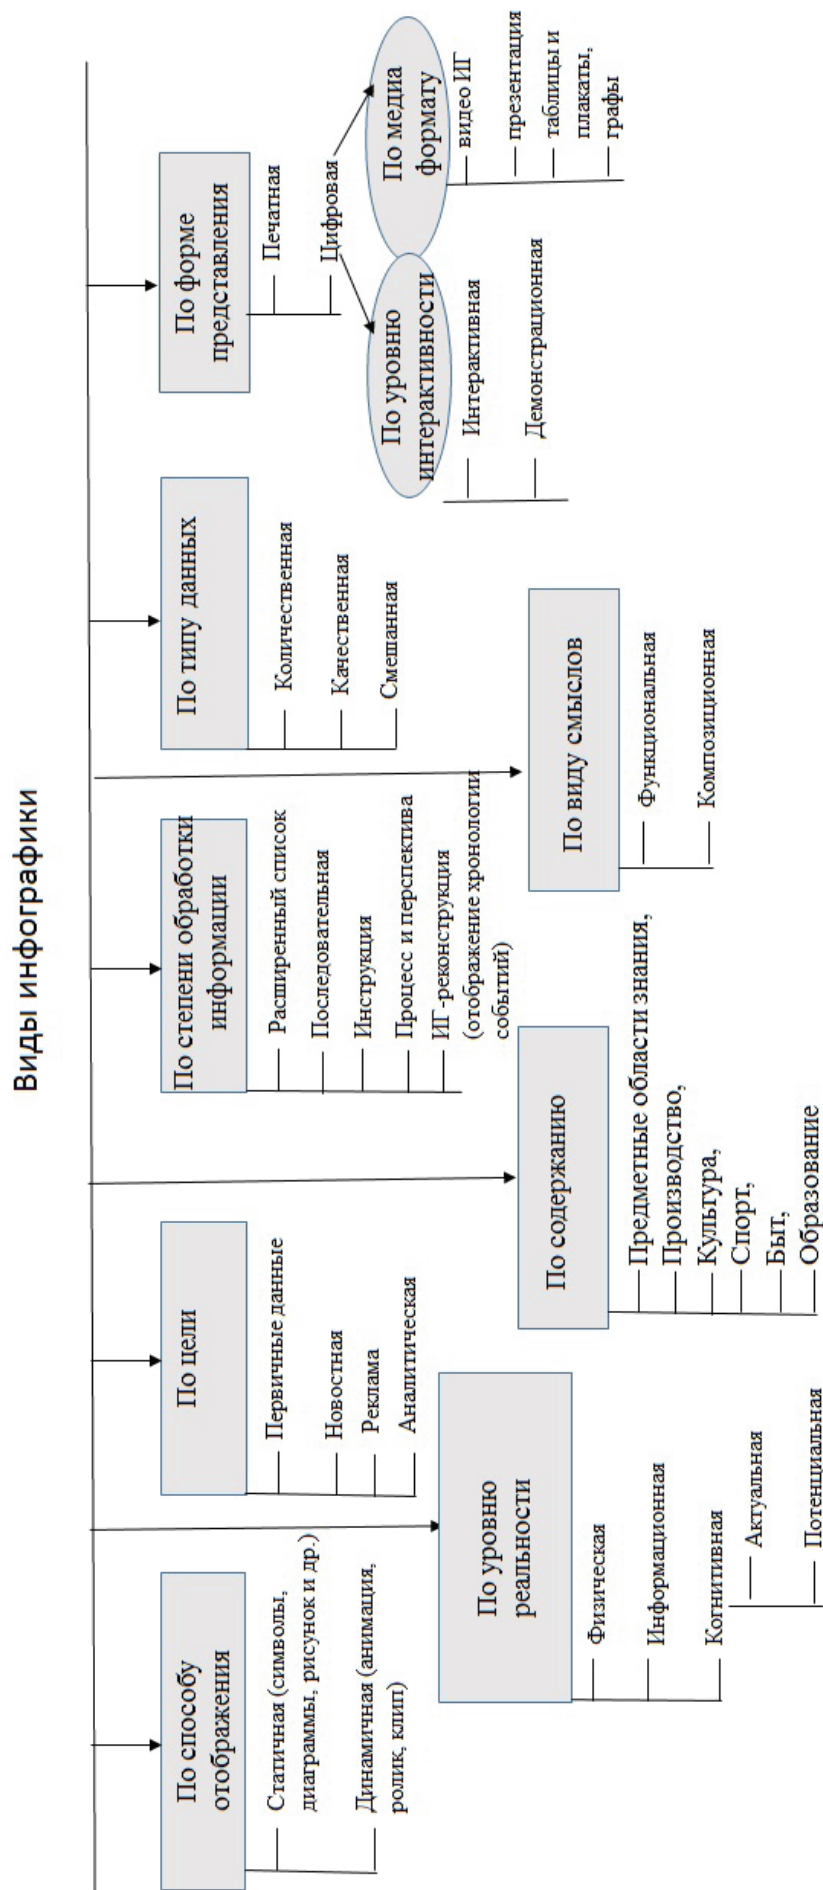 Виды инфографики
По способу
отображения
Статичная (символы,
диаграммы, рисунок и др.)
Динамичная (анимация,
ролик, клип)
По цели
Первичные данные
Новостная
Реклама
Аналитическая
По степени обработки
информации
Расширенный список
Последовательная
Инструкция
Процесс и перспектива
ИГ-реконструкция
(отображение хронологии
событий)
По типу данных
Количественная
Качественная
Смешанная
По форме
представления
Печатная
Цифровая
По уровню
интерактивности
Интерактивная
Демонстрационная
По медиа
формату
видео ИГ
презентация
таблицы и
плакаты,
графы
По уровню
реальности
Физическая
Информационная
Когнитивная
Актуальная
Потенциальная
По содержанию
Предметные области знания,
Производство,
Культура,
Спорт,
Быт,
Образование
По виду смыслов
Функциональная
Композиционная